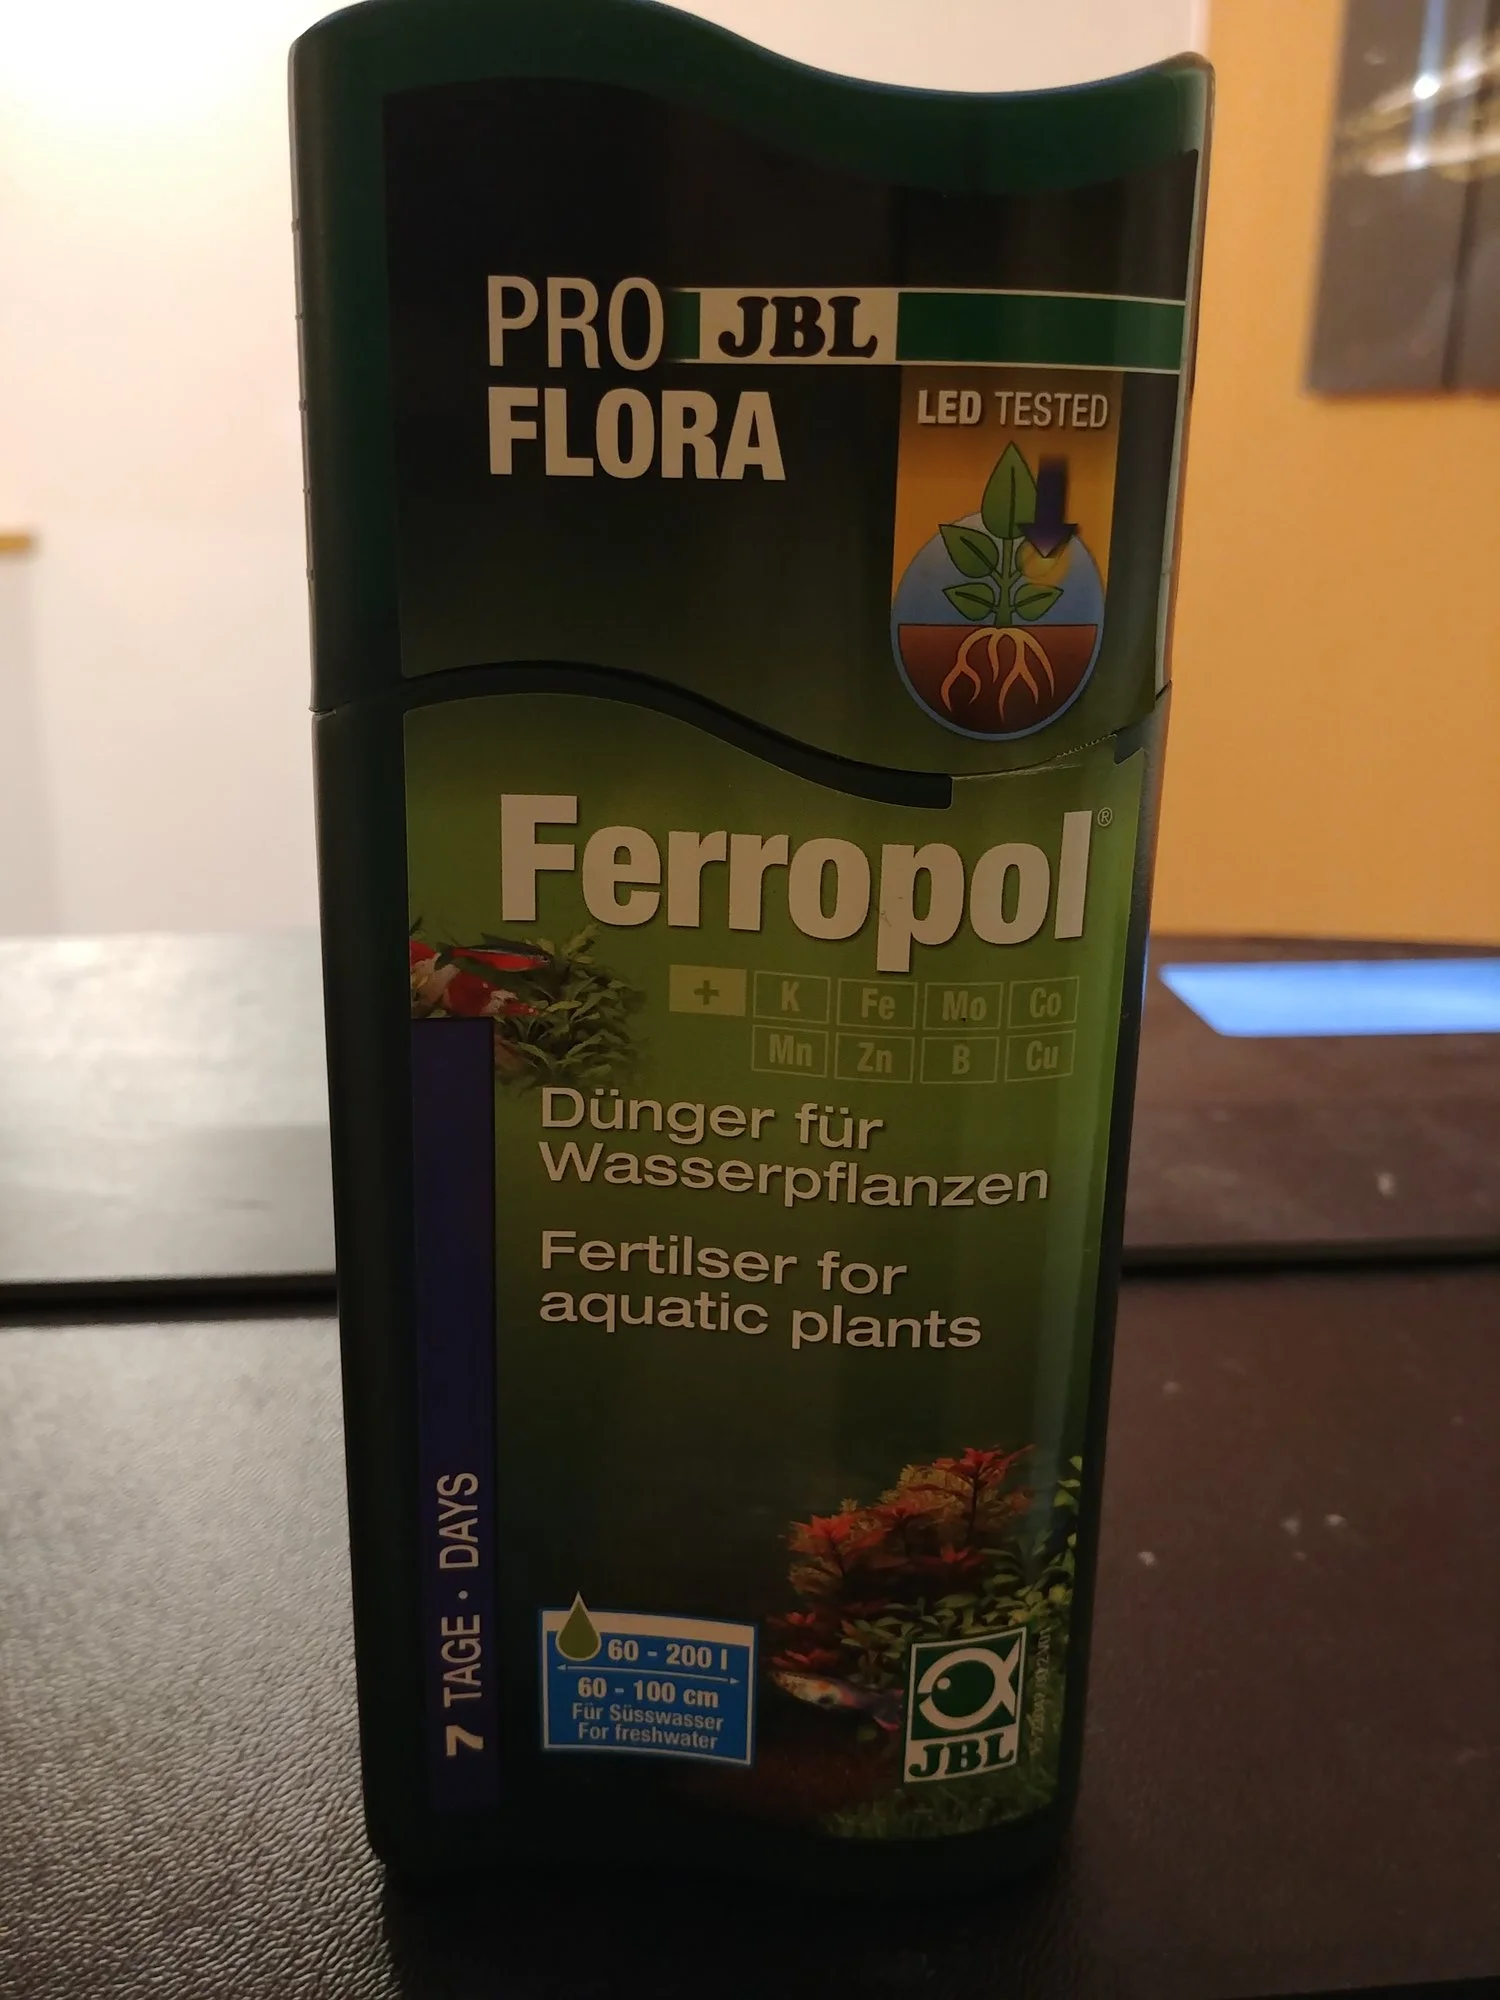 PRO JBL
FLORA
LED TESTED
Ferropol®
+ K Fe Mo Co
Mn Zn B Cu
Dünger für
Wasserpflanzen
Fertilser for
aquatic plants
7 TAGE · DAYS
60 - 200 l
60 - 100 cm
Für Süsswasser
For freshwater
JBL